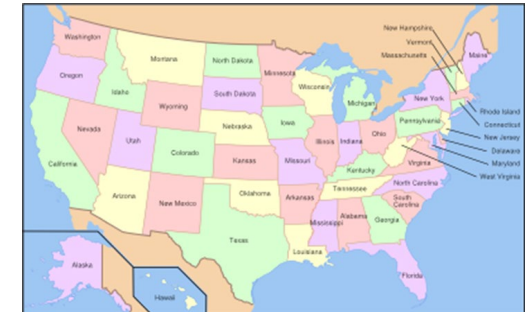 New Hampshire
Vermont
Massachusetts
Washington
Montana
North Dakota
Minnesota
Maine
Oregon
Idaho
Wisconsin
South Dakota
Michigan
New York
Wyoming
Rhode Island
Connecticut
Pennsylvania
Nebraska
Iowa
New Jersey
Nevada
Utah
Illinois
Indiana
Ohio
Delaware
Colorado
Kansas
Missouri
Virginia
Maryland
California
Kentucky
West Virginia
North Carolina
Tennessee
Arizona
New Mexico
Oklahoma
Arkansas
South
Carolina
Mississippi
Alabama
Georgia
Texas
Louisiana
Alaska
Florida
Hawaii